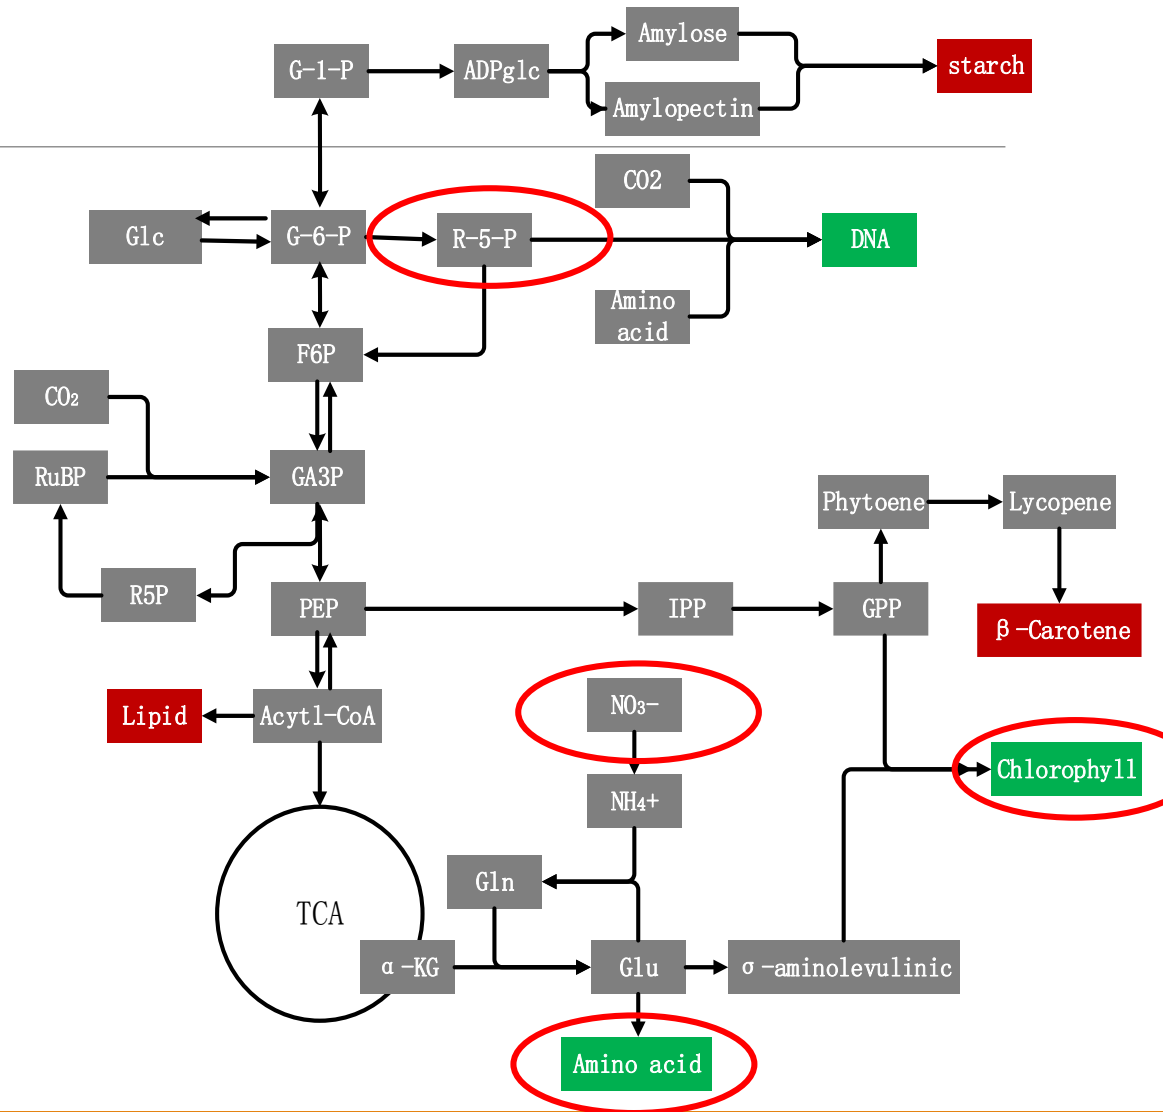 Amylose
G-1-P
ADPglc
starch
Amylopectin
CO2
Glc
G-6-P
R-5-P
DNA
Amino
acid
F6P
CO₂
RuBP
GA3P
Phytoene
Lycopene
R5P
PEP
IPP
GPP
β-Carotene
Lipid
Acytl-CoA
NO₃-
Chlorophyll
NH₄+
Gln
TCA
α-KG
Glu
σ-aminolevulinic
Amino acid